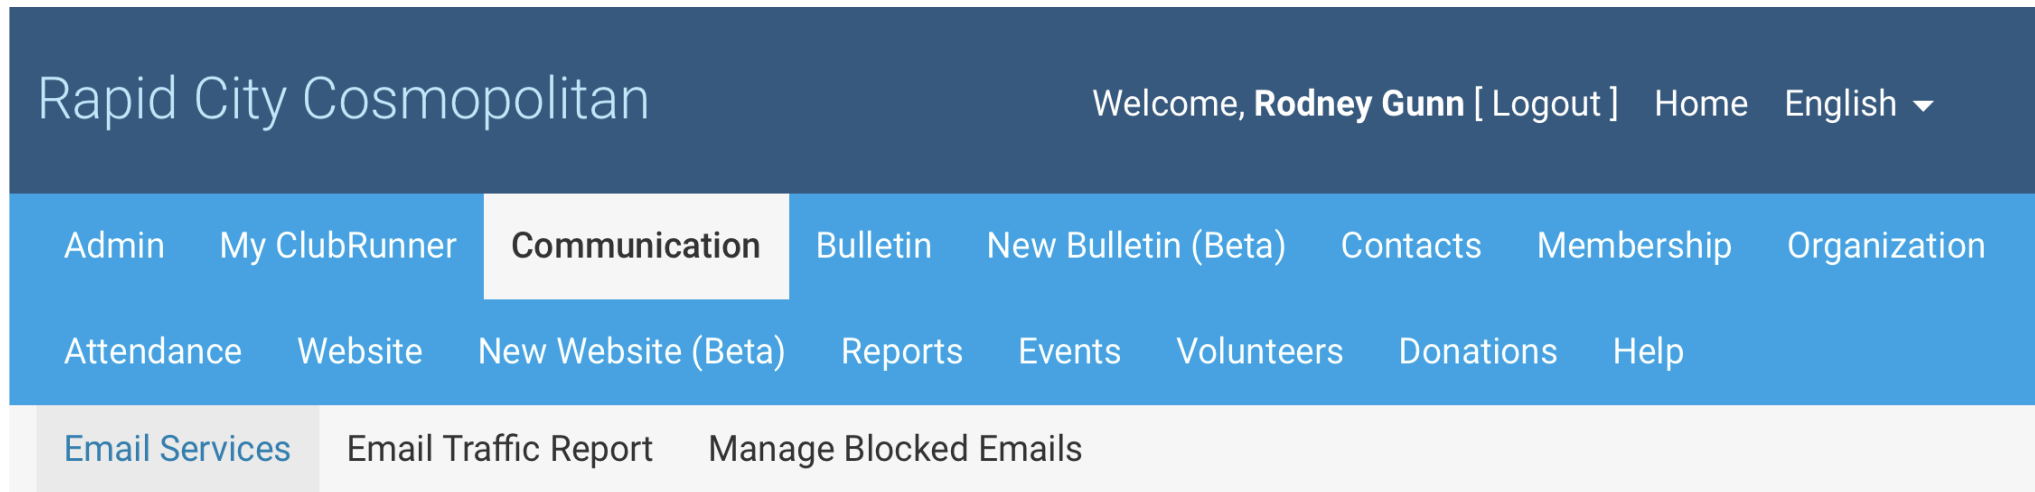 Rapid City Cosmopolitan
Welcome, Rodney Gunn [ Logout ] Home English
Admin My ClubRunner Communication Bulletin New Bulletin (Beta) Contacts Membership Organization
Attendance Website New Website (Beta) Reports Events Volunteers Donations Help
Email Services Email Traffic Report Manage Blocked Emails